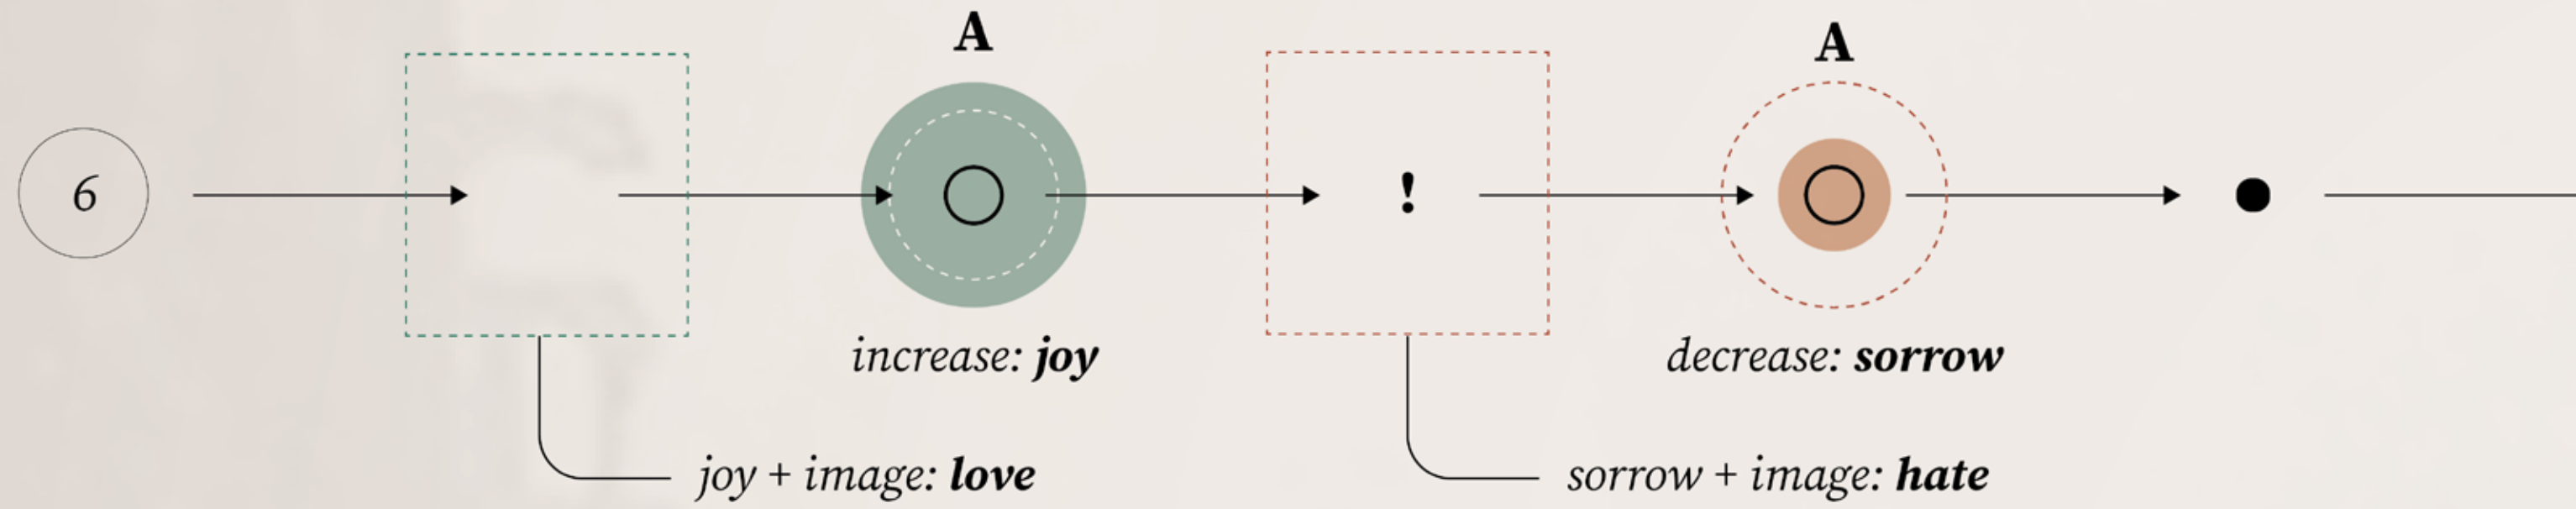 6
A
increase: joy
joy + image: love
!
A
decrease: sorrow
sorrow + image: hate